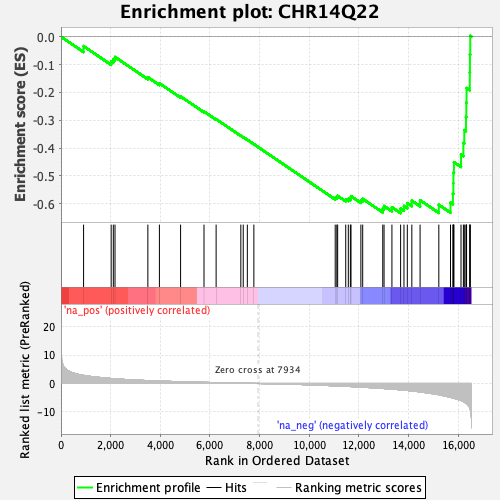 Enrichment plot: CHR14Q22
Enrichment score (ES)
0.0
-0.1
-0.2
-0.3
-0.4
-0.5
-0.6
'na_pos' (positively correlated)
Ranked list metric (PreRanked)
20
10
0
-10
Zero cross at 7934
'na_neg' (negatively correlated)
0
2,000
4,000
6,000
8,000
10,000
12,000
14,000
16,000
Rank in Ordered Dataset
Enrichment profile
Hits
Ranking metric scores